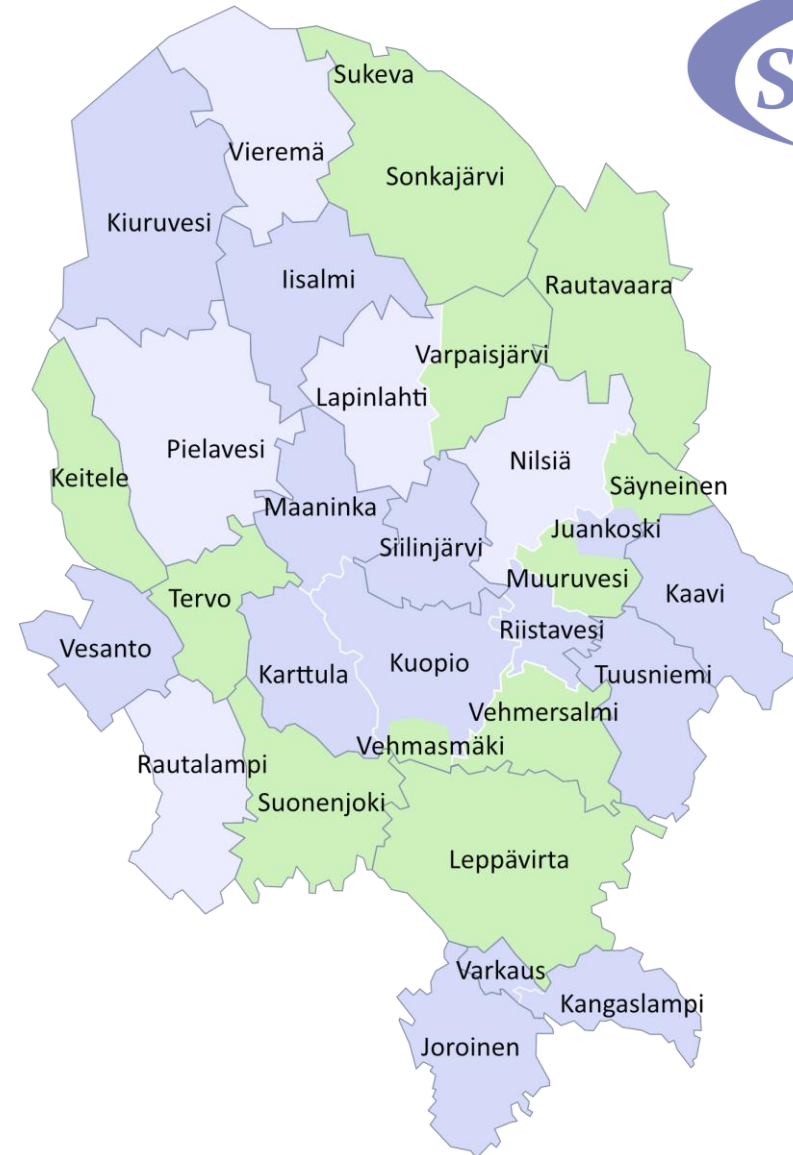 Sukeva
S
Vieremä
Sonkajärvi
Kiuruvesi
Iisalmi
Rautavaara
Varpaisjärvi
Lapinlahti
Pielavesi
Nilsiä
Keitele
Säyneinen
Maaninka
Juankoski
Siilinjärvi
Muuruvesi
Kaavi
Tervo
Riistavesi
Vesanto
Kuopio
Karttula
Tuusniemi
Vehmersalmi
Vehmasmäki
Rautalampi
Suonenjoki
Leppävirta
Varkaus
Kangaslampi
Joroinen